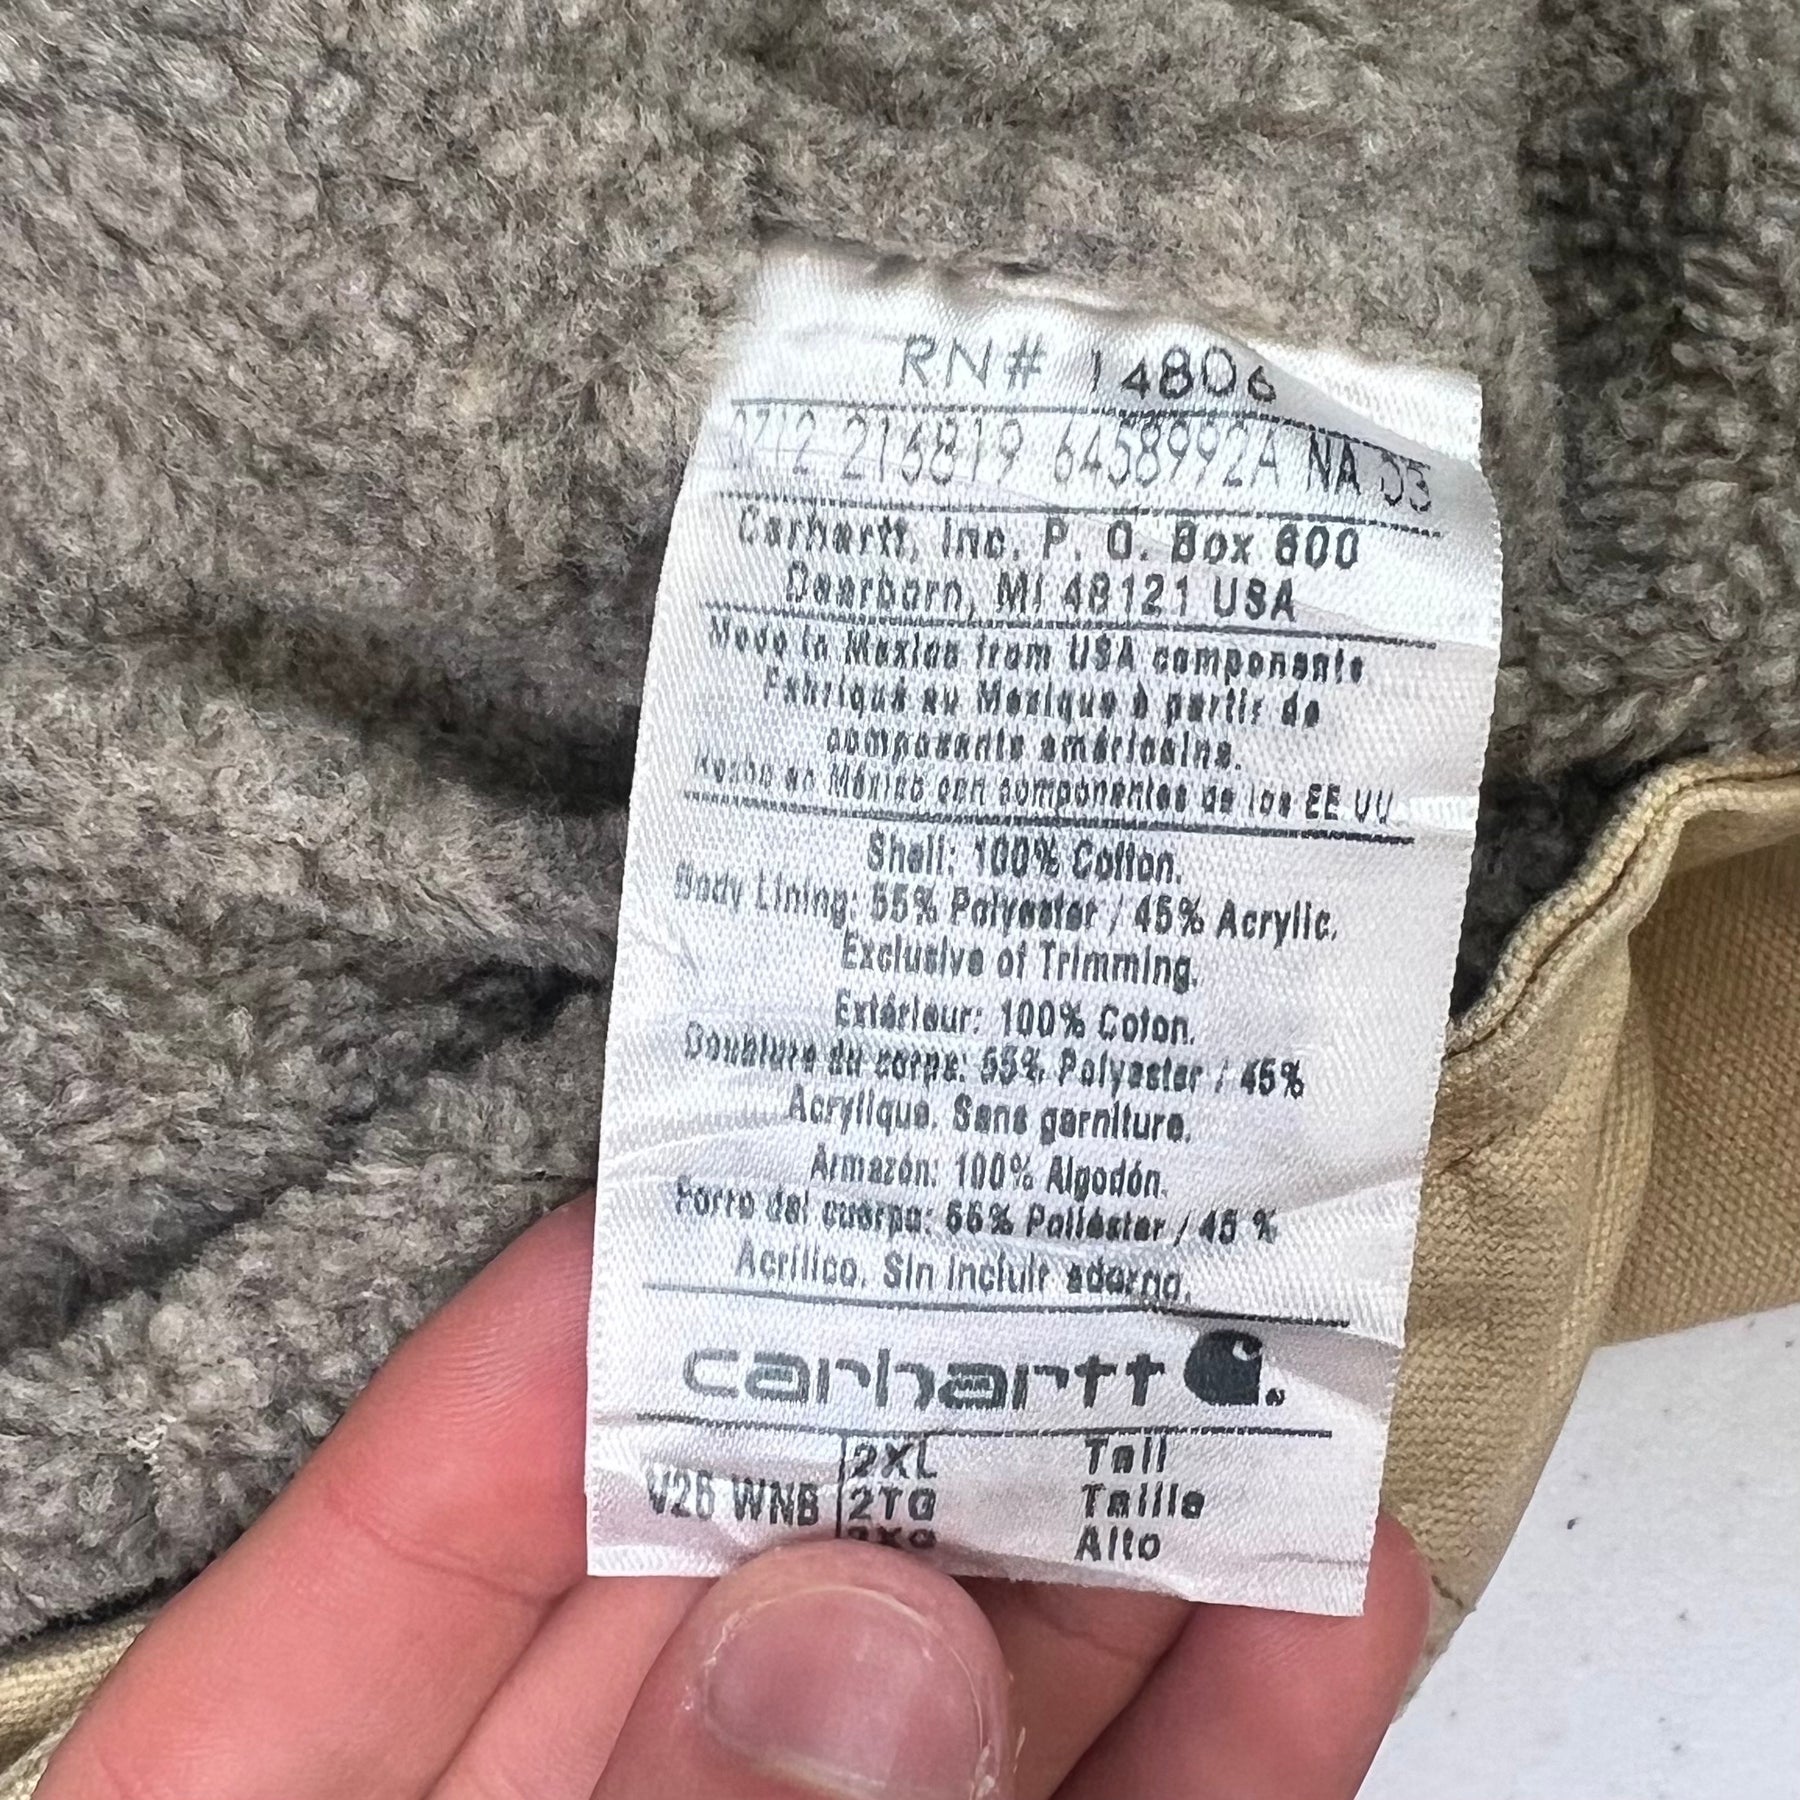 RN# 14806
3712 216819 6458992A NA 05
Carhartt, Inc. P. O. Box 600
Dearborn, MI 48121 USA
Made in Mexico from USA components
Fabriqué au Mexique à partir de
composants américains.
Hecho en México con componentes de los EE UU.
Shell: 100% Cotton.
Body Lining: 55% Polyester / 45% Acrylic.
Exclusive of Trimming.
Extérieur: 100% Coton.
Doublure du corps: 55% Polyester / 45%
Acrylique. Sans garniture.
Armazón: 100% Algodón.
Forro del cuerpo: 55% Poliéster / 45 %
Acrílico. Sin incluir adorno.
carhartt
V26 WNB 2XL Tall
2TG Taille
2XG Alto